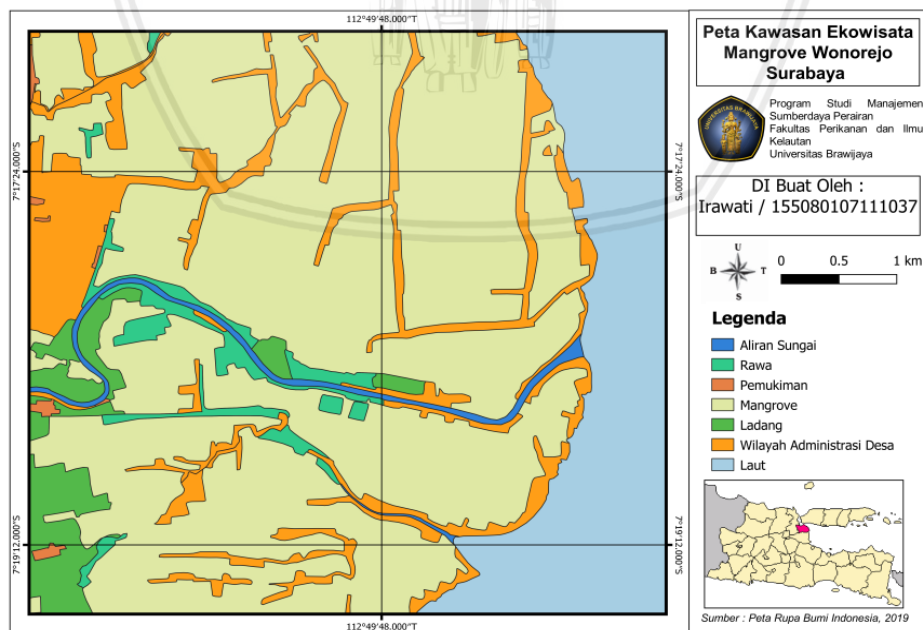 112°49'48.000"T
7°17'24.000"S
7°19'12.000"S
7°17'24.000"S
7°19'12.000"S
112°49'48.000"T
Peta Kawasan Ekowisata
Mangrove Wonorejo
Surabaya
UNIVERSITAS BRAWIJAYA
Program Studi Manajemen
Sumberdaya Perairan
Fakultas Perikanan dan Ilmu
Kelautan
Universitas Brawijaya
DI Buat Oleh :
Irawati / 155080107111037
U
B T
S
0 0.5 1 km
Legenda
Aliran Sungai
Rawa
Pemukiman
Mangrove
Ladang
Wilayah Administrasi Desa
Laut
Sumber : Peta Rupa Bumi Indonesia, 2019